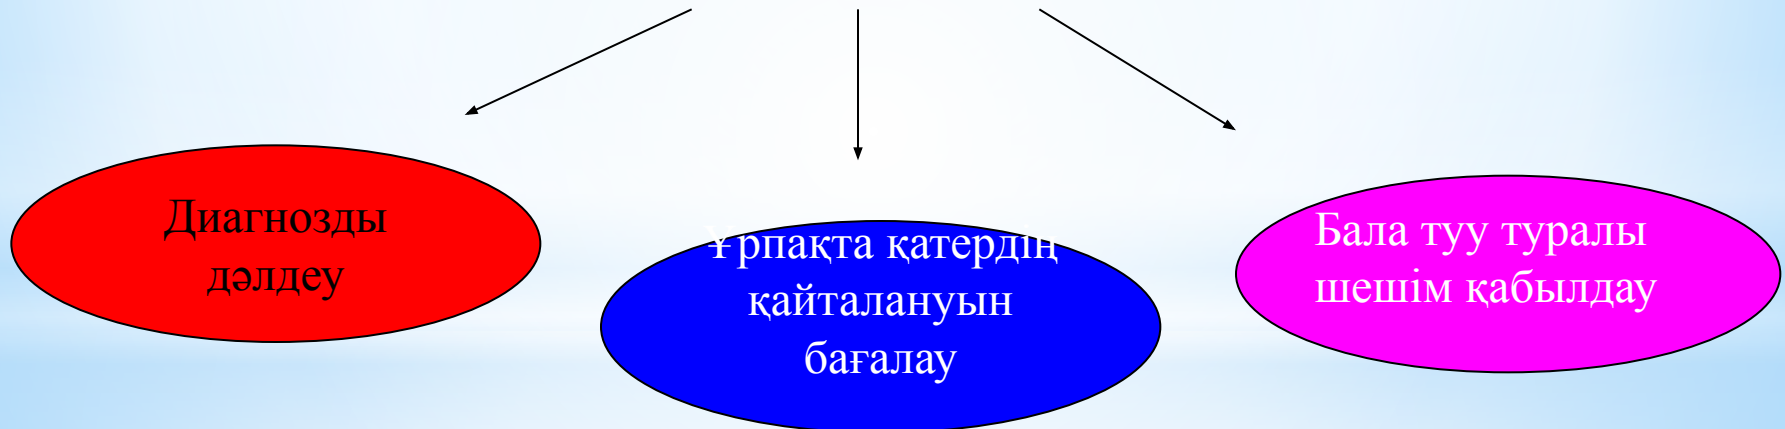 Диагнозды
дәлдеу
Ұрпақта қатердің
қайталануын
бағалау
Бала туу туралы
шешім қабылдау